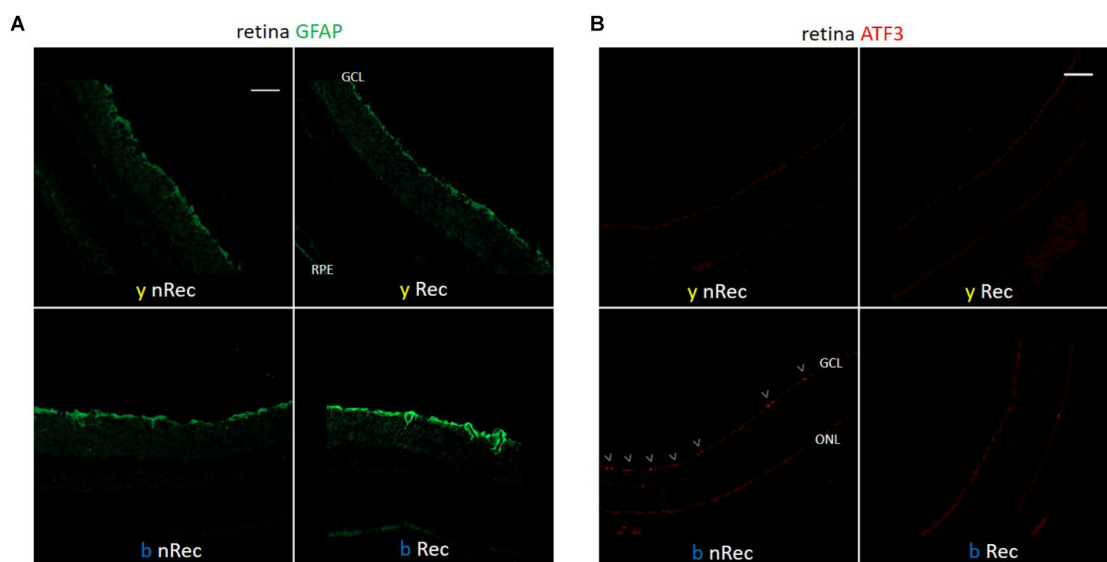 A
retina GFAP
GCL
RPE
y nRec
y Rec
b nRec
b Rec
B
retina ATF3
y nRec
y Rec
GCL
ONL
b nRec
b Rec